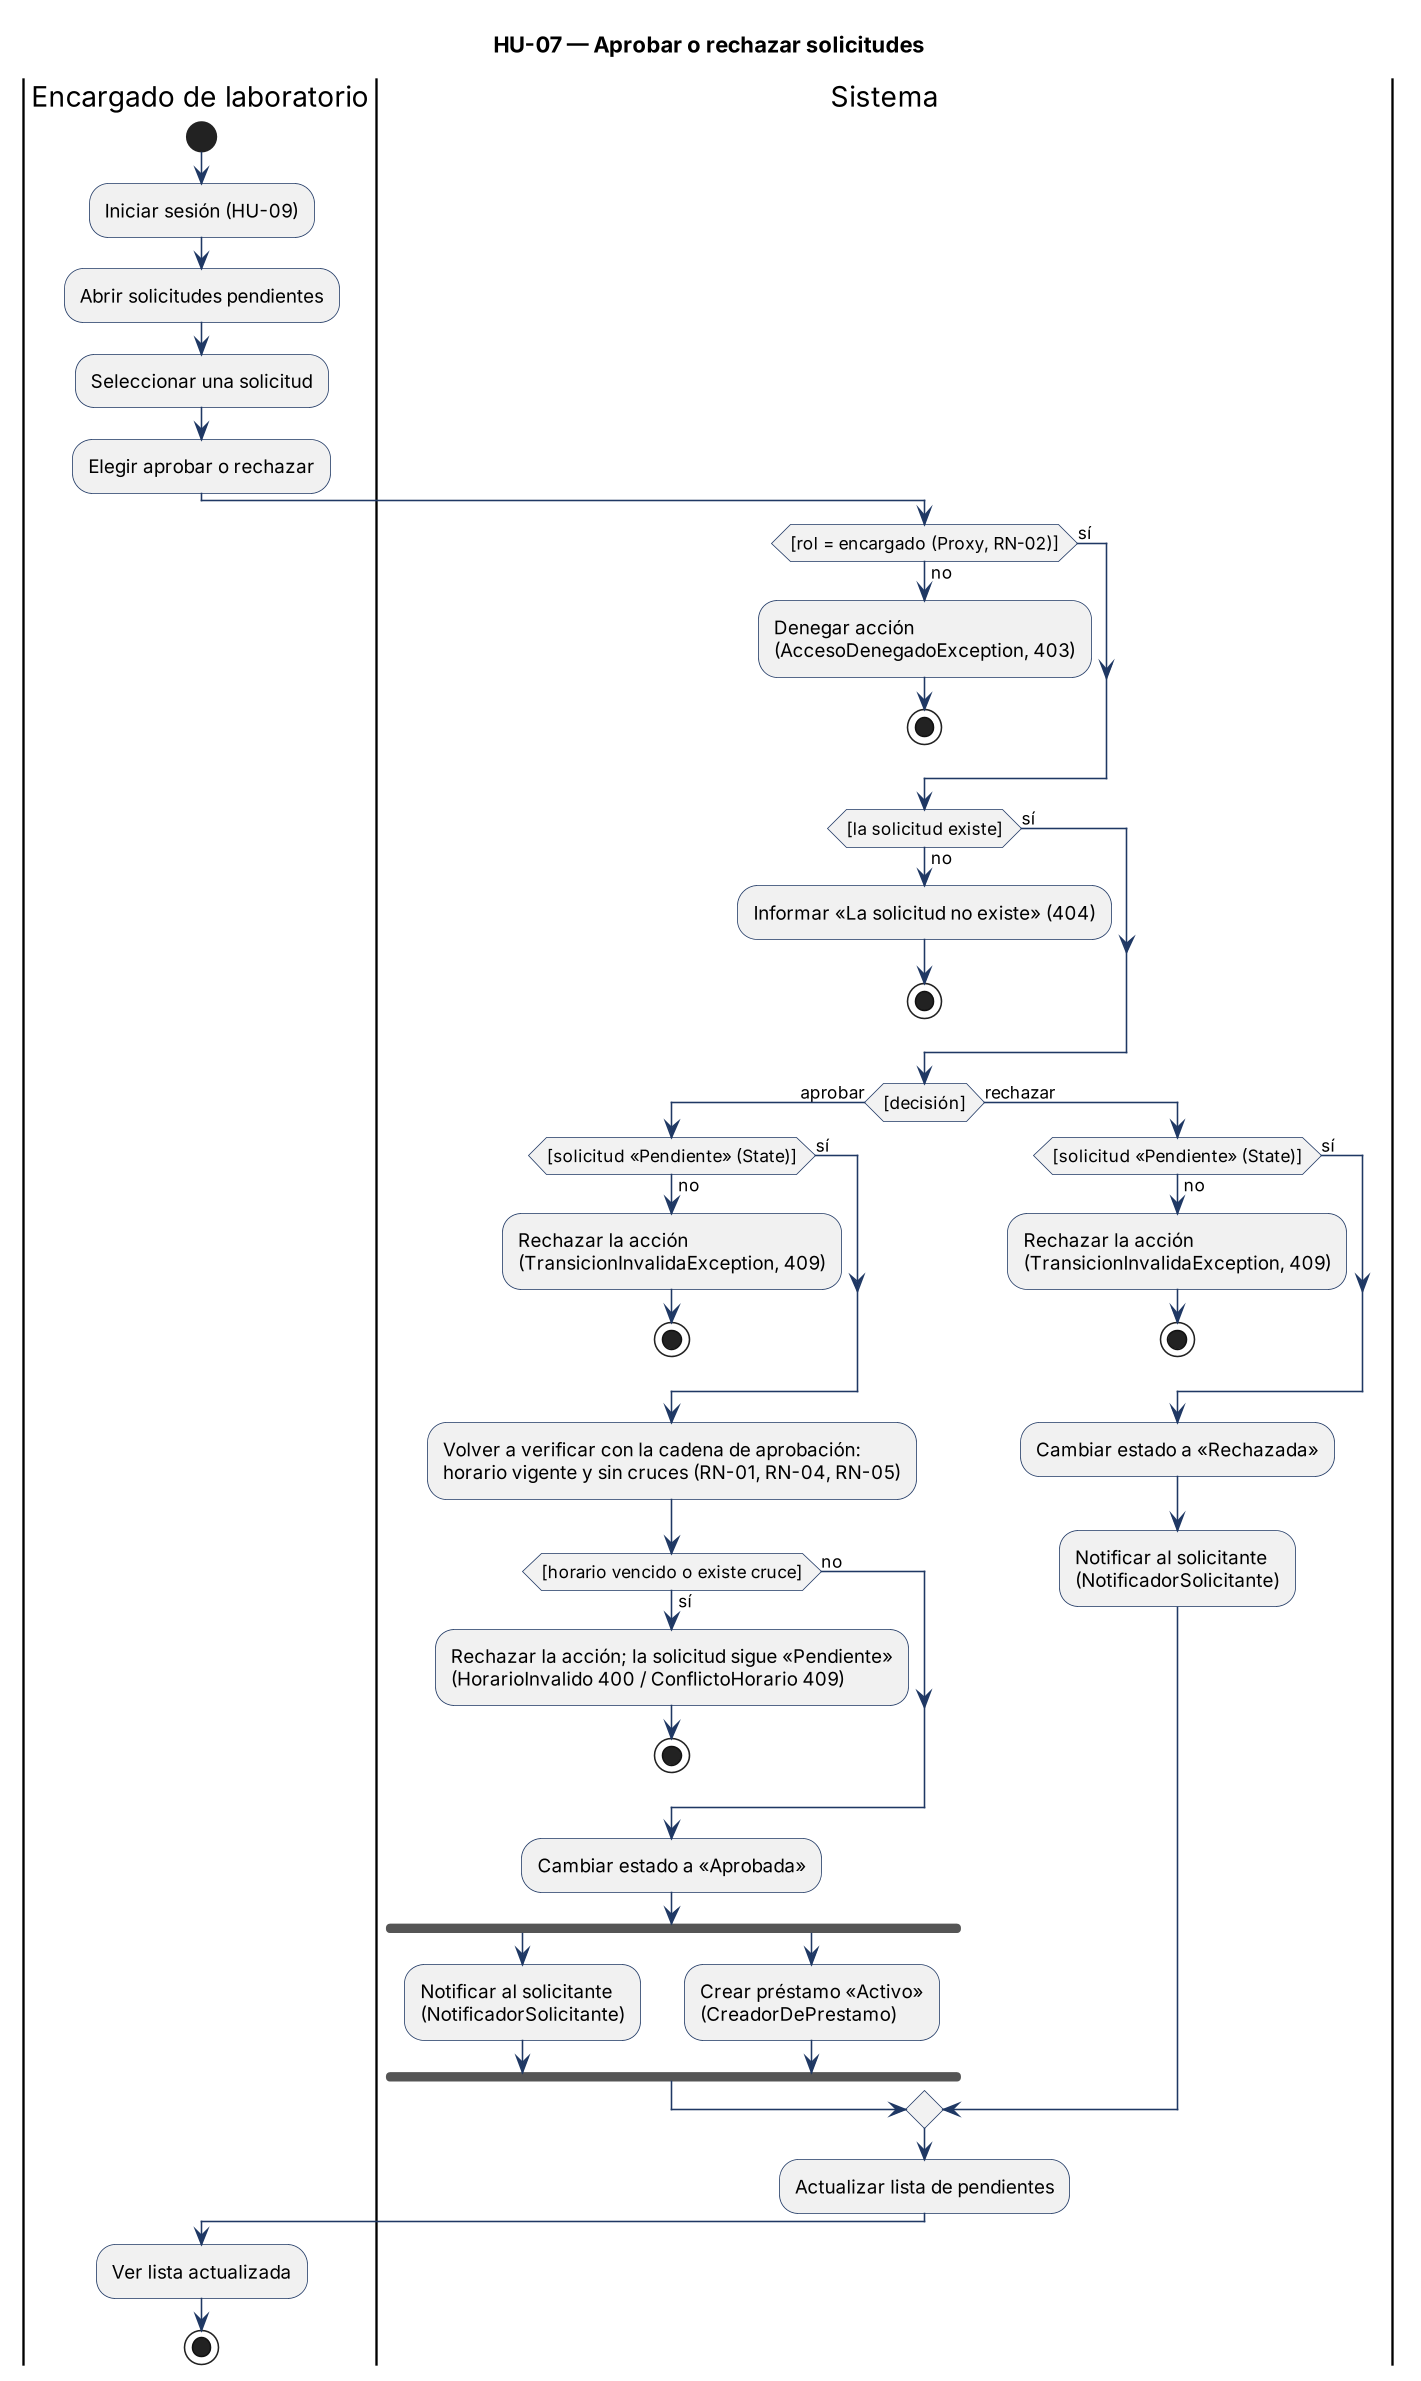 HU-07 — Aprobar o rechazar solicitudes
Encargado de laboratorio
Sistema
Iniciar sesión (HU-09)
Abrir solicitudes pendientes
Seleccionar una solicitud
Elegir aprobar o rechazar
[rol = encargado (Proxy, RN-02)]
sí
no
Denegar acción
(AccesoDenegadoException, 403)
[la solicitud existe]
sí
no
Informar «La solicitud no existe» (404)
aprobar
[decisión]
rechazar
[solicitud «Pendiente» (State)]
sí
no
Rechazar la acción
(TransicionInvalidaException, 409)
[solicitud «Pendiente» (State)]
sí
no
Rechazar la acción
(TransicionInvalidaException, 409)
Volver a verificar con la cadena de aprobación:
horario vigente y sin cruces (RN-01, RN-04, RN-05)
Cambiar estado a «Rechazada»
[horario vencido o existe cruce]
no
sí
Notificar al solicitante
(NotificadorSolicitante)
Rechazar la acción; la solicitud sigue «Pendiente»
(HorarioInvalido 400 / ConflictoHorario 409)
Cambiar estado a «Aprobada»
Notificar al solicitante
(NotificadorSolicitante)
Crear préstamo «Activo»
(CreadorDePrestamo)
Actualizar lista de pendientes
Ver lista actualizada